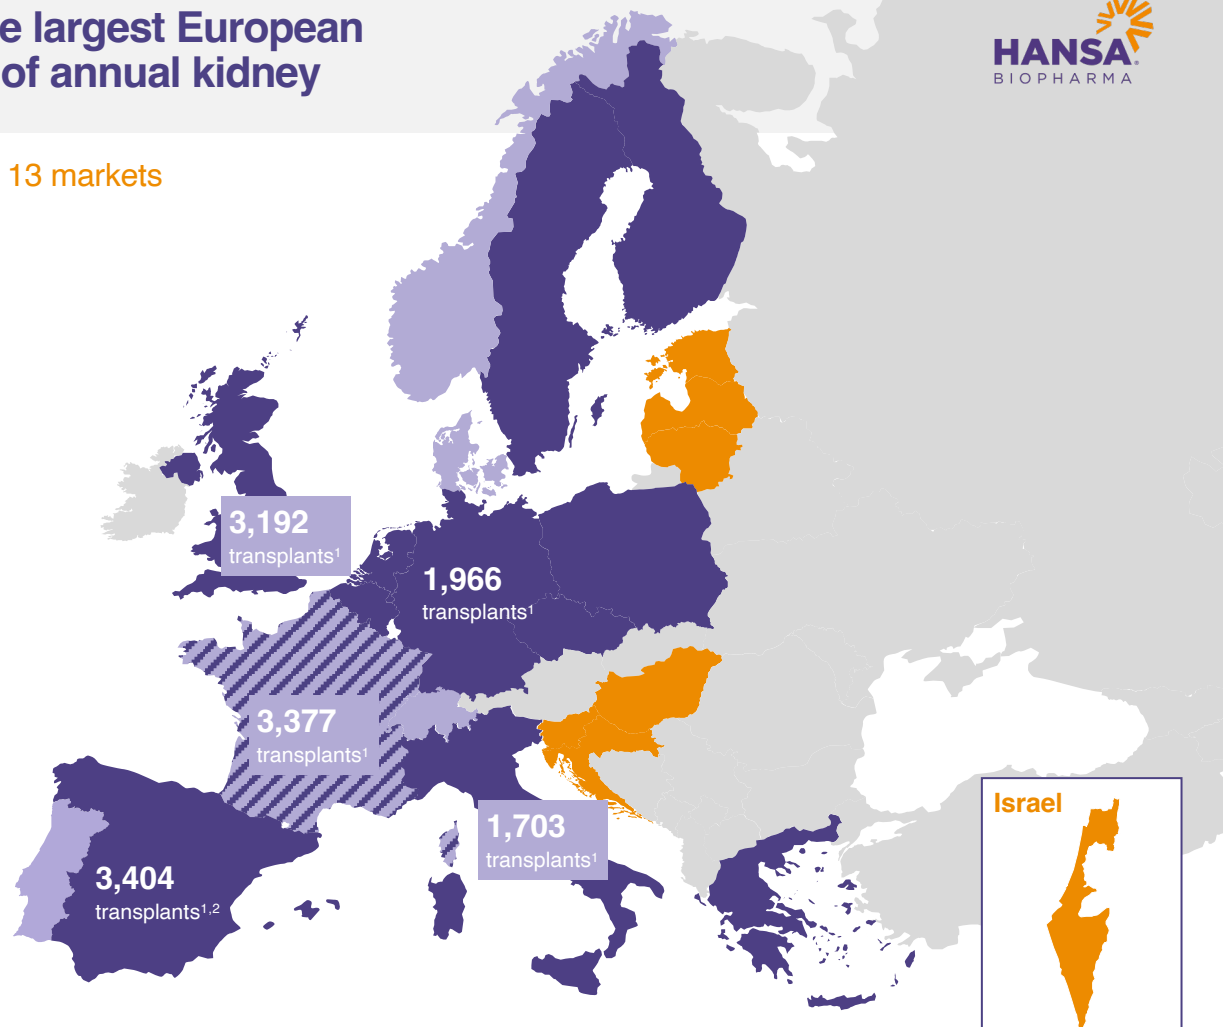 e largest European
of annual kidney
HANSA
BIOPHARMA
13 markets
3,192
transplants¹
1,966
transplants¹
3,377
transplants¹
1,703
transplants¹
3,404
transplants¹,²
Israel